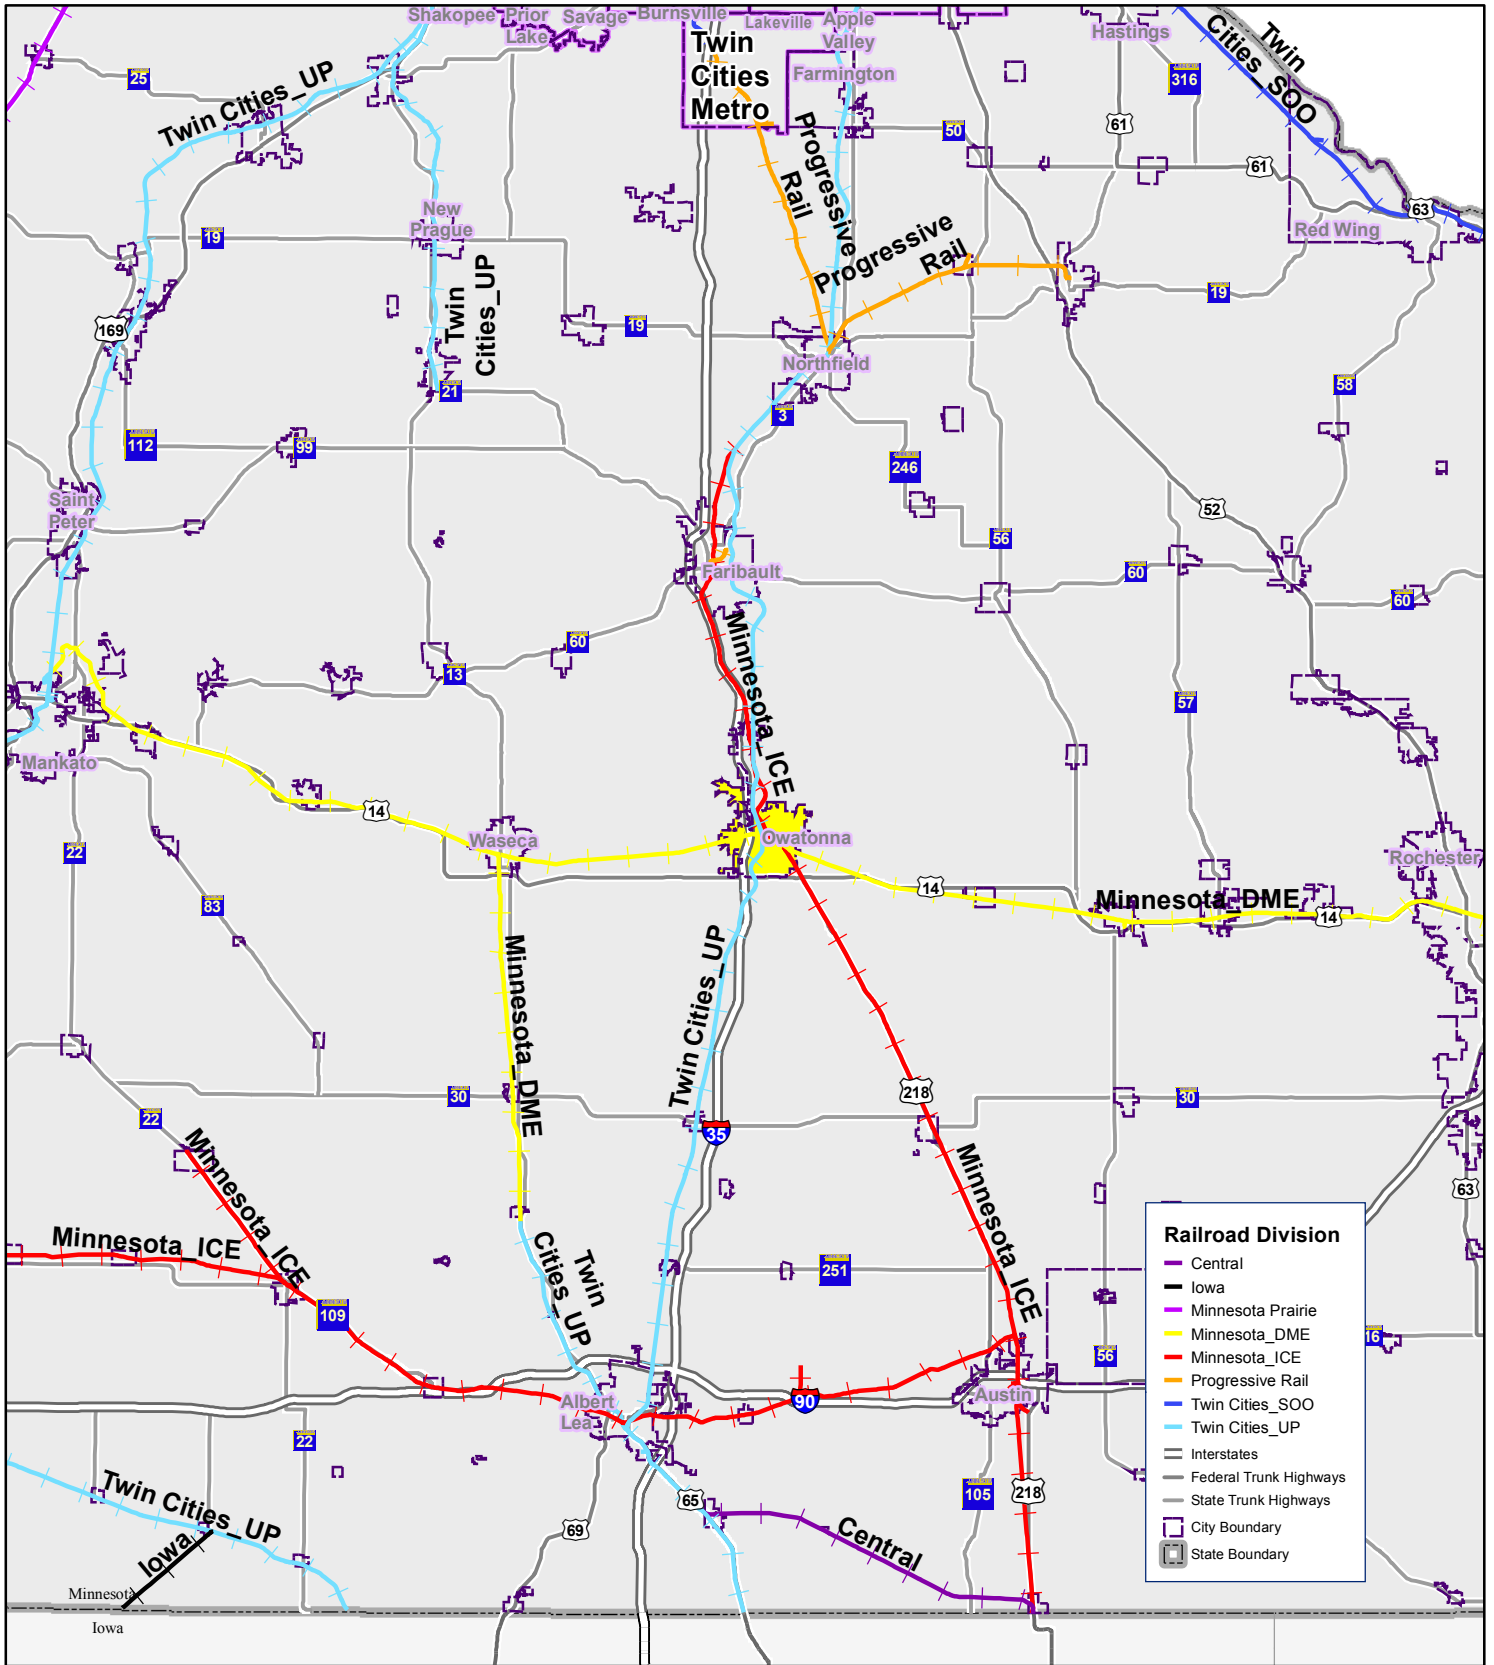 Shakopee
Prior
Lake
Savage
Burnsville
Lakeville
Apple
Valley
Hastings
Twin
Cities_SOO
Twin
Cities
Metro
Farmington
25
316
Twin Cities_UP
50
61
61
Progressive
Rail
63
New
Prague
19
Red Wing
Progressive
Rail
19
Twin
Cities_UP
169
19
Northfield
21
58
3
112
99
246
Saint
Peter
52
56
Faribault
60
60
60
Minnesota_ICE
13
57
Mankato
14
Waseca
Owatonna
22
Rochester
14
Minnesota_DME
14
83
Minnesota_DME
Twin Cities_UP
218
30
30
22
35
Minnesota_ICE
Minnesota_ICE
63
Minnesota_ICE
Twin
Cities_UP
251
109
16
56
Albert
Lea
90
Austin
22
Twin Cities_UP
65
105
218
69
Iowa
Central
Minnesota
Iowa
Railroad Division
Central
Iowa
Minnesota Prairie
Minnesota_DME
Minnesota_ICE
Progressive Rail
Twin Cities_SOO
Twin Cities_UP
Interstates
Federal Trunk Highways
State Trunk Highways
City Boundary
State Boundary